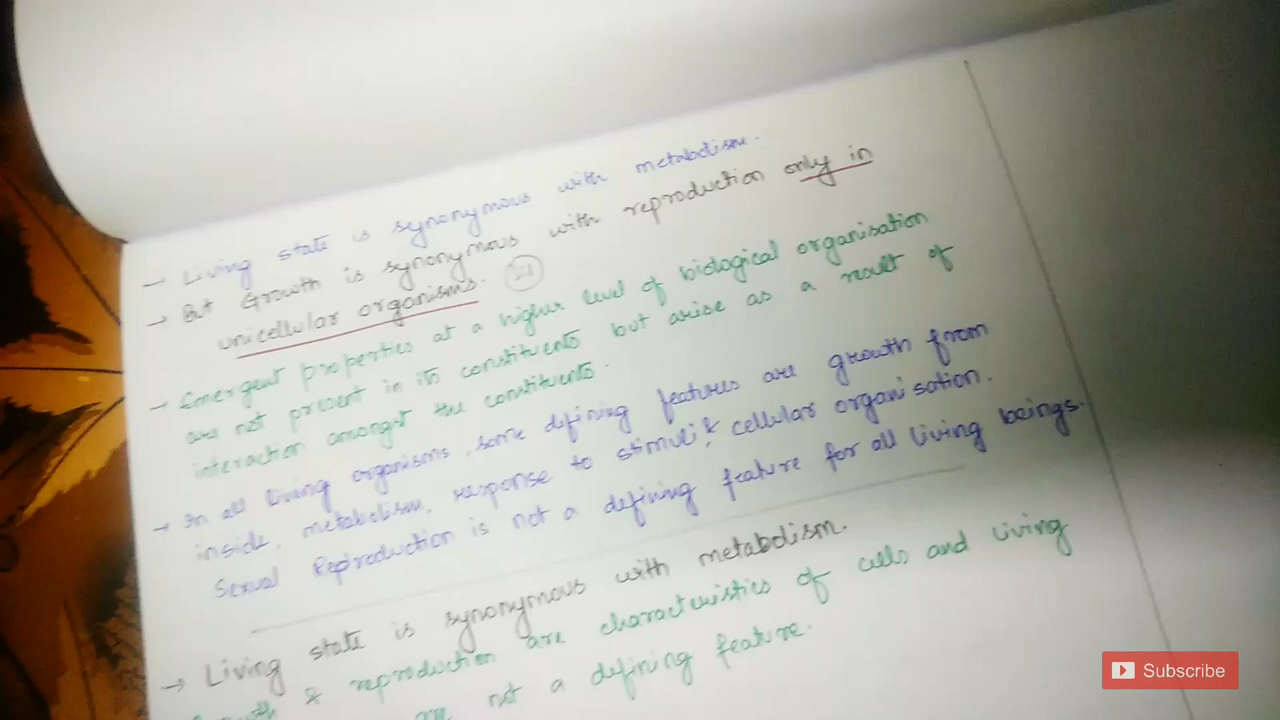 → Living state is synonymous with metabolism.
→ But Growth is synonymous with reproduction only in
unicellular organisms.
→ Emergent properties at a higher level of biological organisation
are not present in its constituents but arise as a result of
interaction amongst the constituents.
→ In all living organisms, some defining features are growth from
inside, metabolism, response to stimuli & cellular organisation.
Sexual Reproduction is not a defining feature for all living beings.
→ Living state is synonymous with metabolism.
& reproduction are characteristics of cells and living
are not a defining feature.
Subscribe